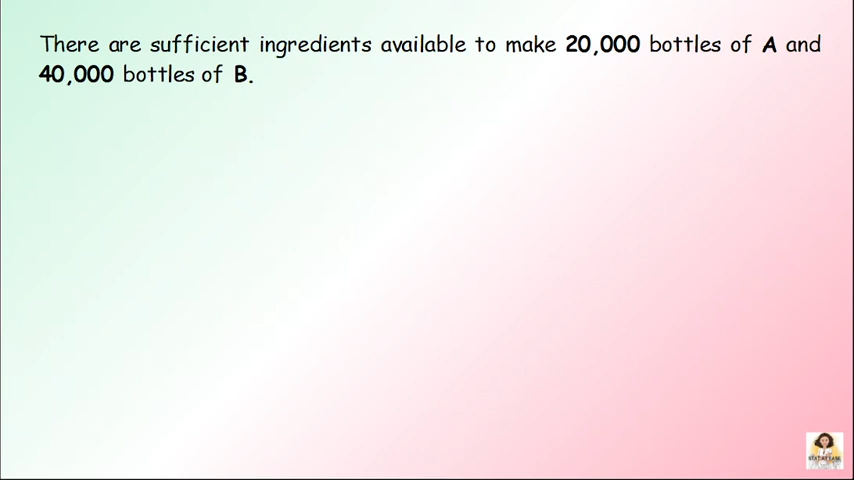 There are sufficient ingredients available to make 20,000 bottles of A and
40,000 bottles of B.